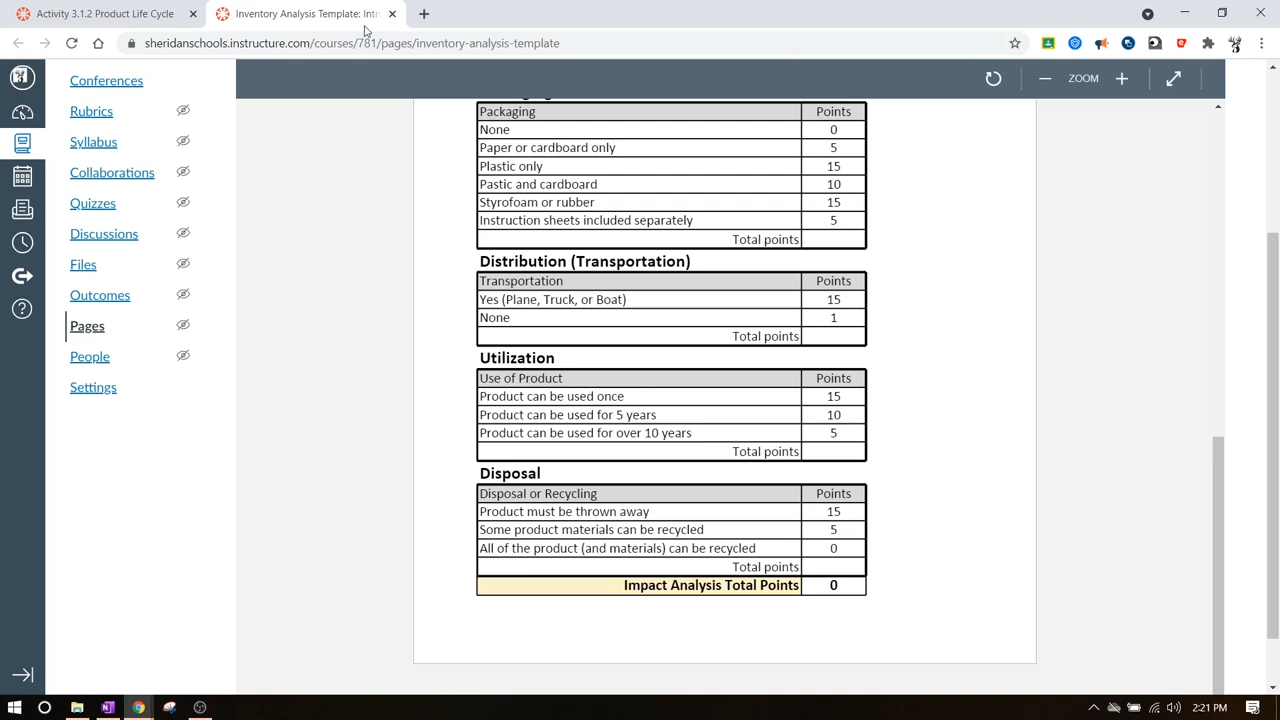 Activity 3.1.2 Product Life Cycle
Inventory Analysis Template: Intr
sheridanschools.instructure.com/courses/781/pages/inventory-analysis-template
Conferences
Rubrics
Syllabus
Collaborations
Quizzes
Discussions
Files
Outcomes
Pages
People
Settings
ZOOM
Packaging Points
None 0
Paper or cardboard only 5
Plastic only 15
Pastic and cardboard 10
Styrofoam or rubber 15
Instruction sheets included separately 5
Total points
Distribution (Transportation)
Transportation Points
Yes (Plane, Truck, or Boat) 15
None 1
Total points
Utilization
Use of Product Points
Product can be used once 15
Product can be used for 5 years 10
Product can be used for over 10 years 5
Total points
Disposal
Disposal or Recycling Points
Product must be thrown away 15
Some product materials can be recycled 5
All of the product (and materials) can be recycled 0
Total points
Impact Analysis Total Points 0
2:21 PM